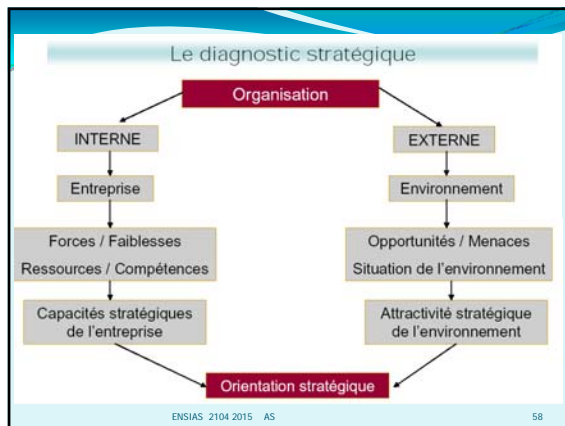 Le diagnostic stratégique
Organisation
INTERNE
EXTERNE
Entreprise
Environnement
Forces / Faiblesses
Ressources / Compétences
Opportunités / Menaces
Situation de l'environnement
Capacités stratégiques
de l'entreprise
Attractivité stratégique
de l'environnement
Orientation stratégique
ENSIAS 2104 2015 AS
58